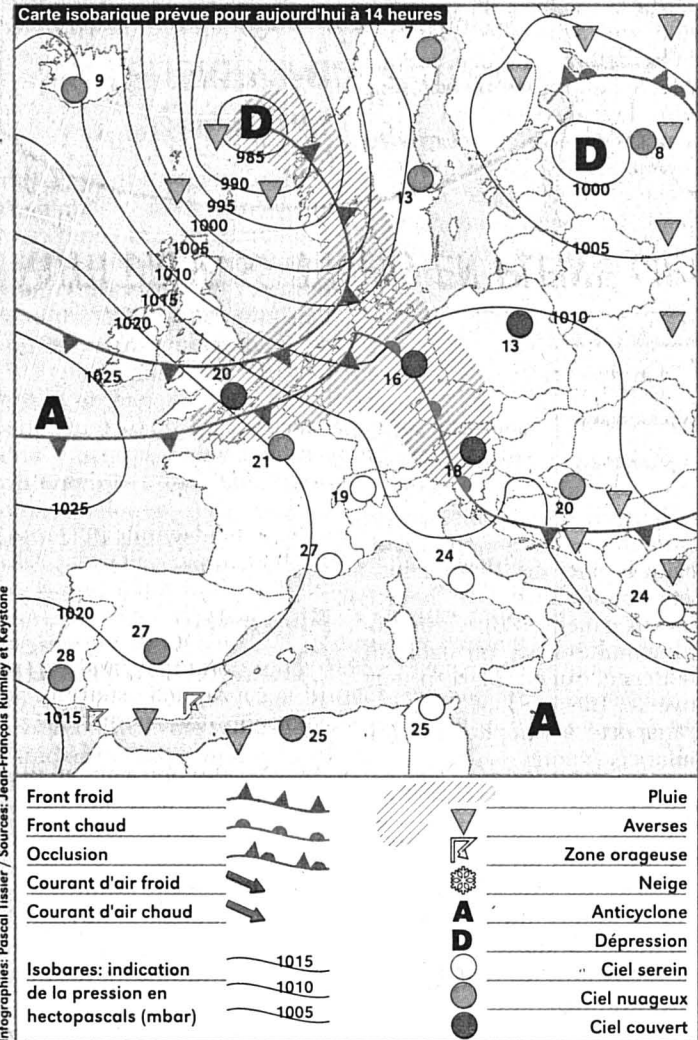 Carte isobarique prévue pour aujourd'hui à 14 heures
7
9
D
985
D
8
990
13
1000
995
1000
1005
1005
1010
1015
1010
1020
13
20
16
1025
A
21
18
19
20
1025
27
24
24
1020
27
28
1015
25
25
A
Infographies: Pascal Tissier / Sources: Jean-François Rumley et Keystone
Front froid
Front chaud
Occlusion
Courant d'air froid
Courant d'air chaud
Isobares: indication
de la pression en
hectopascals (mbar)
1015
1010
1005
Pluie
Averses
Zone orageuse
Neige
A Anticyclone
D Dépression
Ciel serein
Ciel nuageux
Ciel couvert